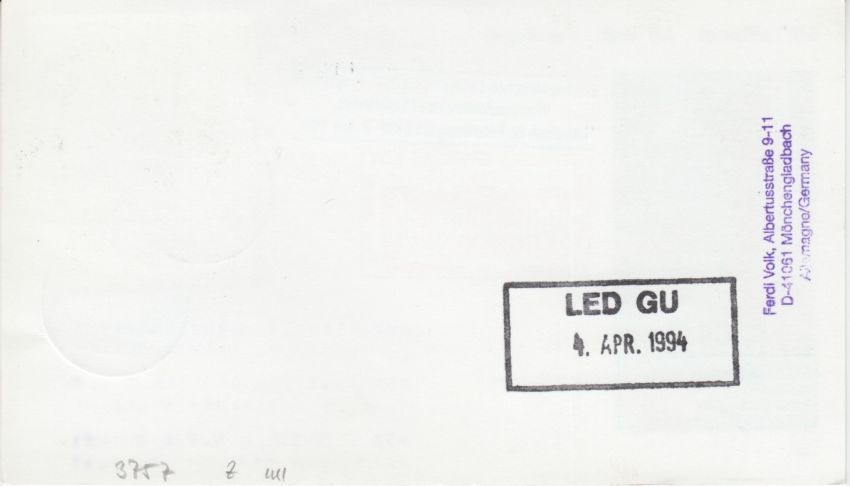 Ferdi Volk, Albertusstraße 9-11
D-41061 Mönchengladbach
Allemagne/Germany
LED GU
4. APR. 1994
3757 z